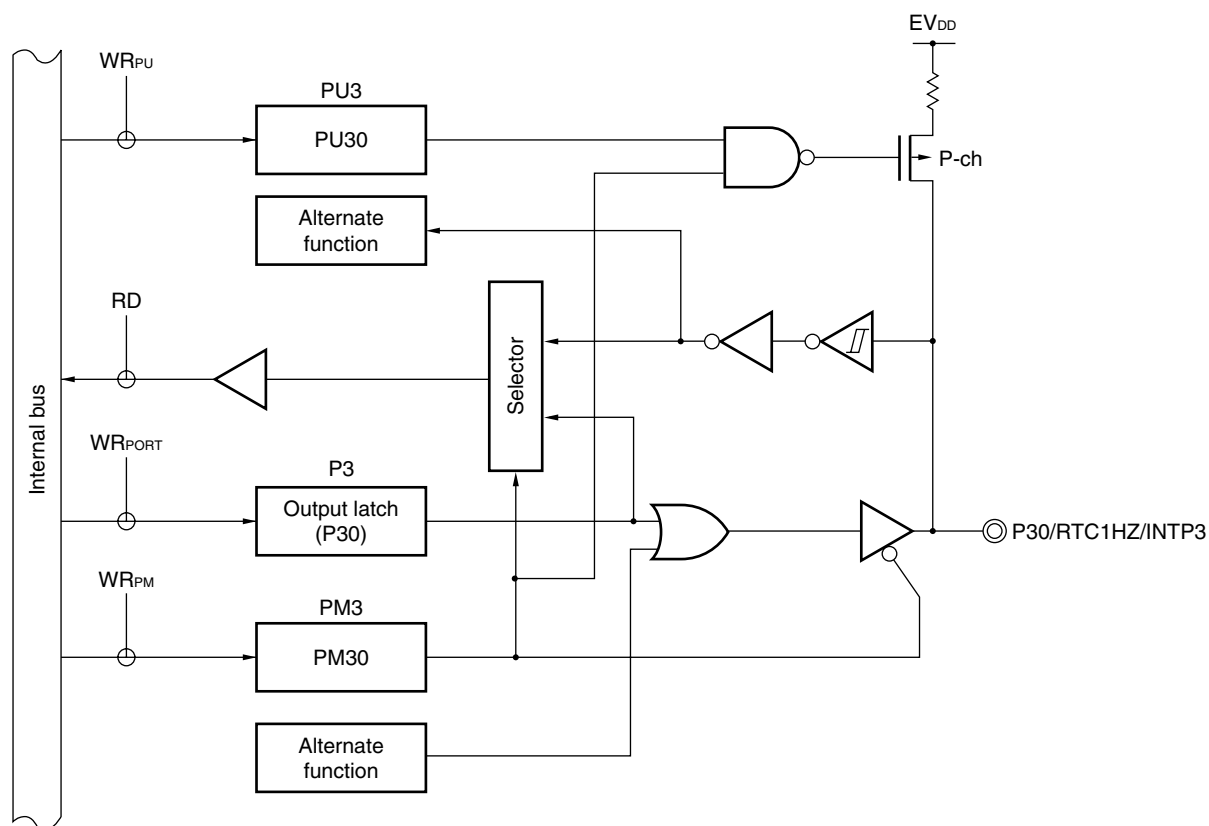 EVDD
WRPU
PU3
PU30
P-ch
Alternate
function
RD
Selector
Internal bus
WRPORT
P3
Output latch
(P30)
P30/RTC1HZ/INTP3
WRPM
PM3
PM30
Alternate
function